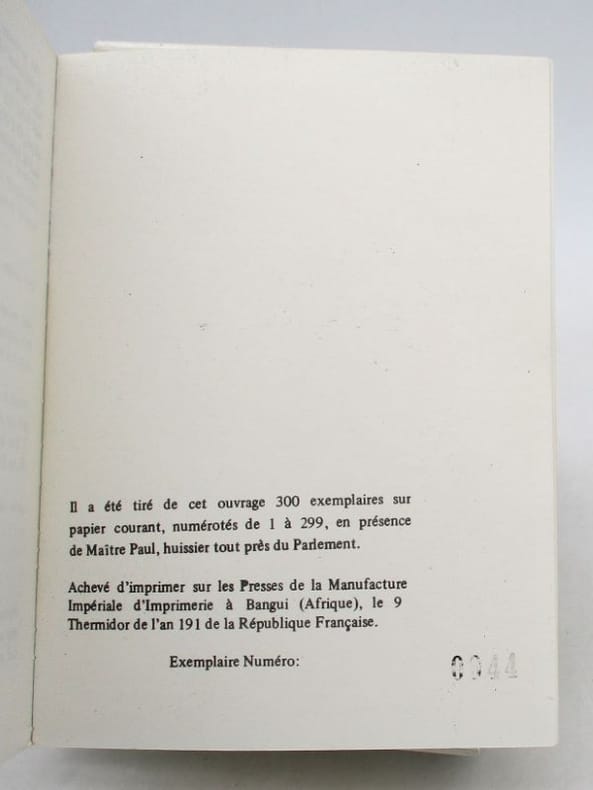 Il a été tiré de cet ouvrage 300 exemplaires sur
papier courant, numérotés de 1 à 299, en présence
de Maître Paul, huissier tout près du Parlement.
Achevé d'imprimer sur les Presses de la Manufacture
Impériale d'Imprimerie à Bangui (Afrique), le 9
Thermidor de l'an 191 de la République Française.
Exemplaire Numéro: 0044